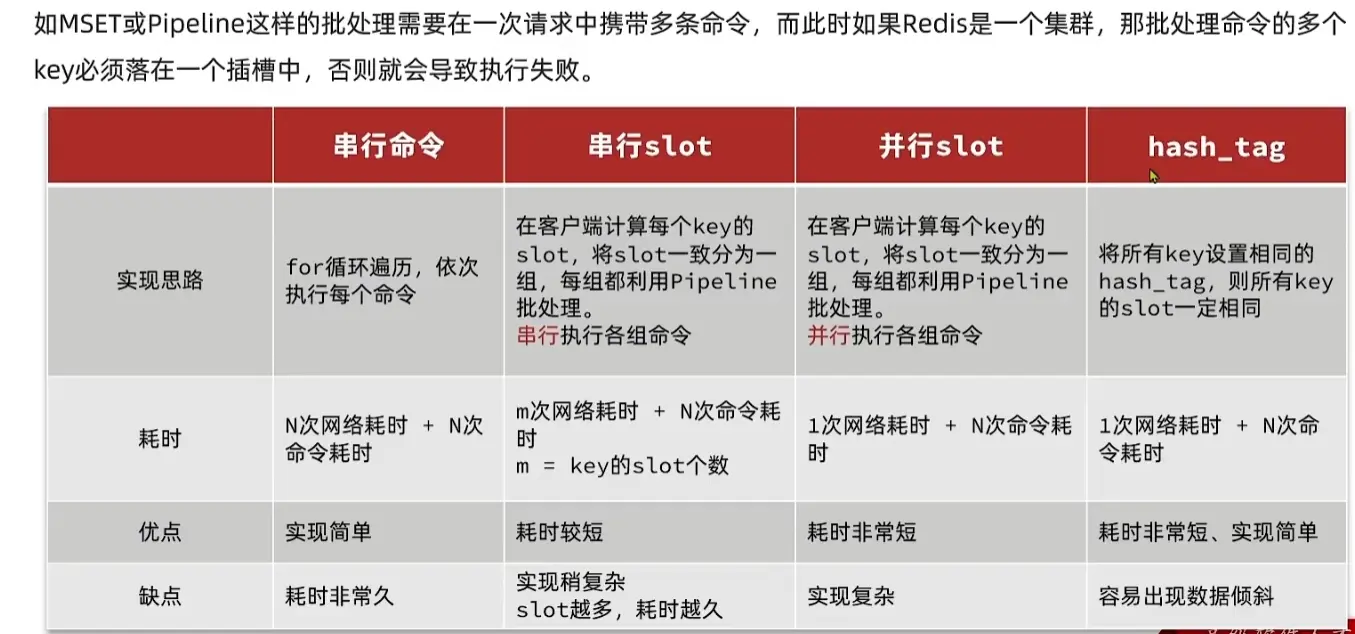 如MSET或Pipeline这样的批处理需要在一次请求中携带多条命令，而此时如果Redis是一个集群，那批处理命令的多个
key必须落在一个插槽中，否则就会导致执行失败。
串行命令
串行slot
并行slot
hash_tag
实现思路
for循环遍历，依次
执行每个命令
在客户端计算每个key的
slot，将slot一致分为一
组，每组都利用Pipeline
批处理。
串行执行各组命令
在客户端计算每个key的
slot，将slot一致分为一
组，每组都利用Pipeline
批处理。
并行执行各组命令
将所有key设置相同的
hash_tag，则所有key
的slot一定相同
耗时
N次网络耗时 + N次
命令耗时
m次网络耗时 + N次命令耗
时
m = key的slot个数
1次网络耗时 + N次命令耗
时
1次网络耗时 + N次命
令耗时
优点
实现简单
耗时较短
耗时非常短
耗时非常短、实现简单
缺点
耗时非常久
实现稍复杂
slot越多，耗时越久
实现复杂
容易出现数据倾斜